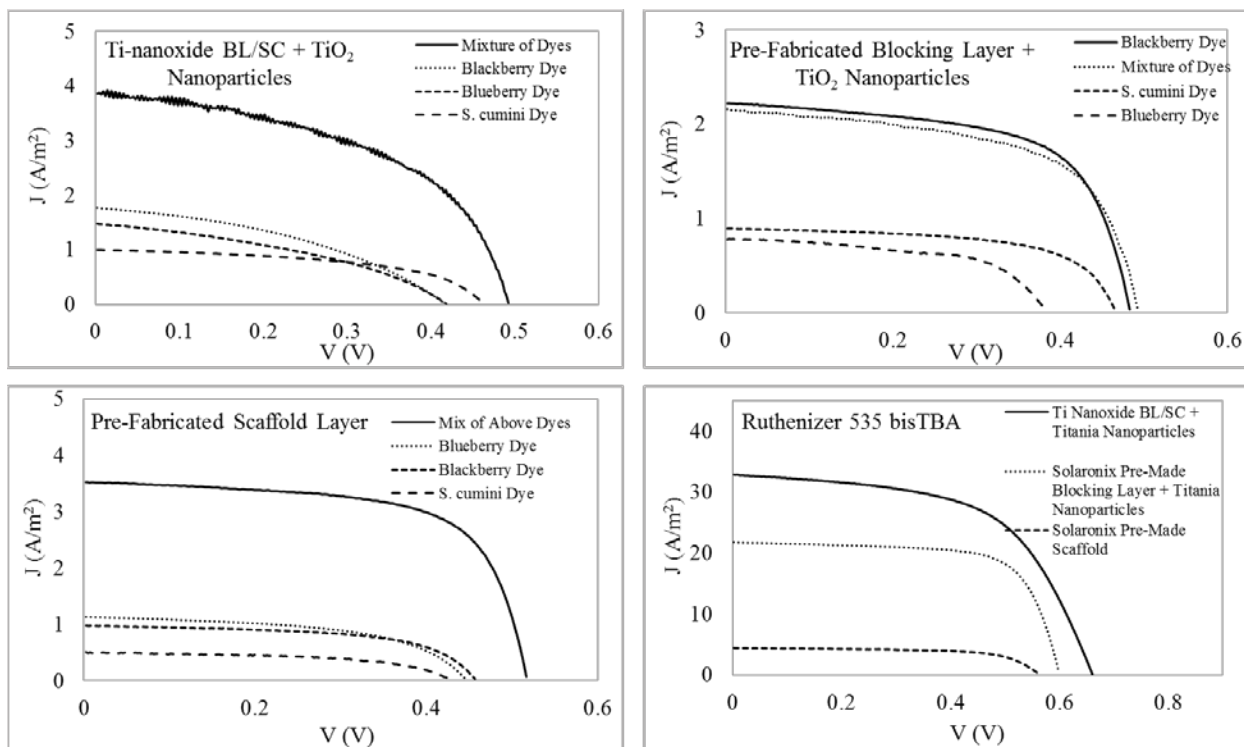 Ti-nanoxide BL/SC + TiO₂
Nanoparticles
Mixture of Dyes
Blackberry Dye
Blueberry Dye
S. cumini Dye
J (A/m²)
5
4
3
2
1
0
0 0.1 0.2 0.3 0.4 0.5 0.6
V (V)
Pre-Fabricated Blocking Layer +
TiO₂ Nanoparticles
Blackberry Dye
Mixture of Dyes
S. cumini Dye
Blueberry Dye
J (A/m²)
3
2
1
0
0 0.2 0.4 0.6
V (V)
Pre-Fabricated Scaffold Layer
Mix of Above Dyes
Blueberry Dye
Blackberry Dye
S. cumini Dye
J (A/m²)
5
4
3
2
1
0
0 0.2 0.4 0.6
V (V)
Ruthenizer 535 bisTBA
Ti Nanoxide BL/SC +
Titania Nanoparticles
Solaronix Pre-Made
Blocking Layer + Titania
Nanoparticles
Solaronix Pre-Made
Scaffold
J (A/m²)
40
30
20
10
0
0 0.2 0.4 0.6 0.8
V (V)